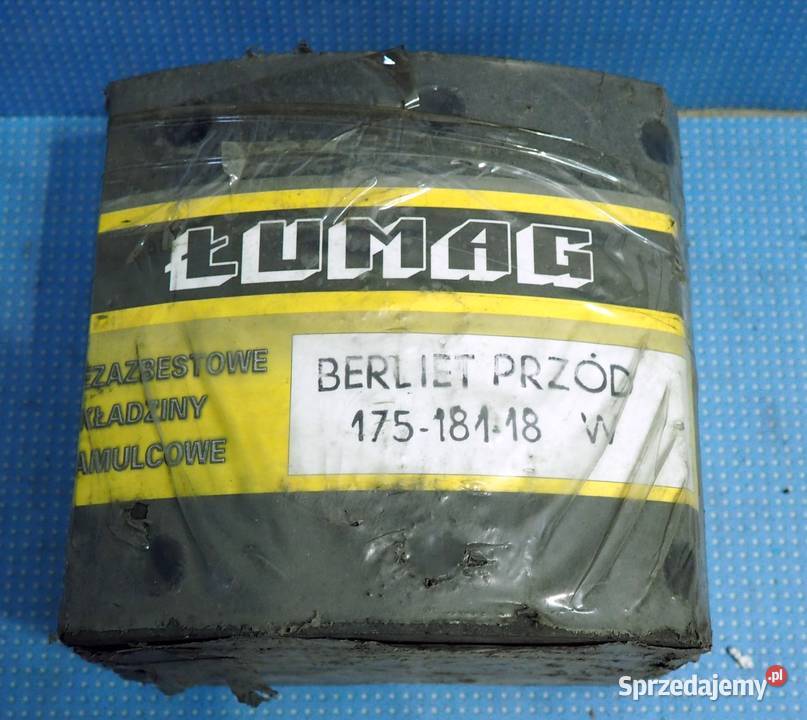 ŁUMAG
EZAZBESTOWE
KŁADZINY
AMULCOWE
BERLIET PRZÓD
175-181-18 W
Sprzedajemy.pl